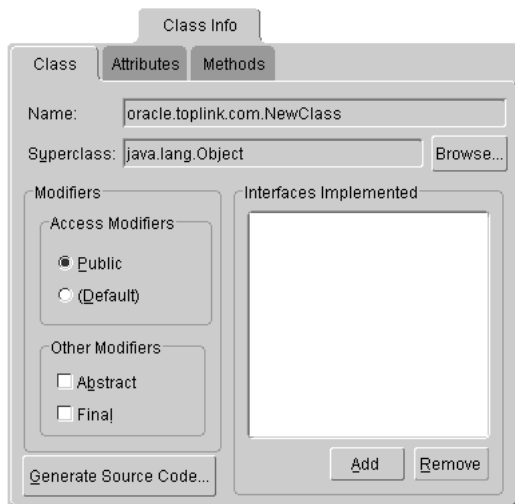 Class Info
Class Attributes Methods
Name: oracle.toplink.com.NewClass
Superclass: java.lang.Object Browse...
Modifiers
Access Modifiers
Public
(Default)
Other Modifiers
Abstract
Final
Generate Source Code...
Interfaces Implemented
Add Remove